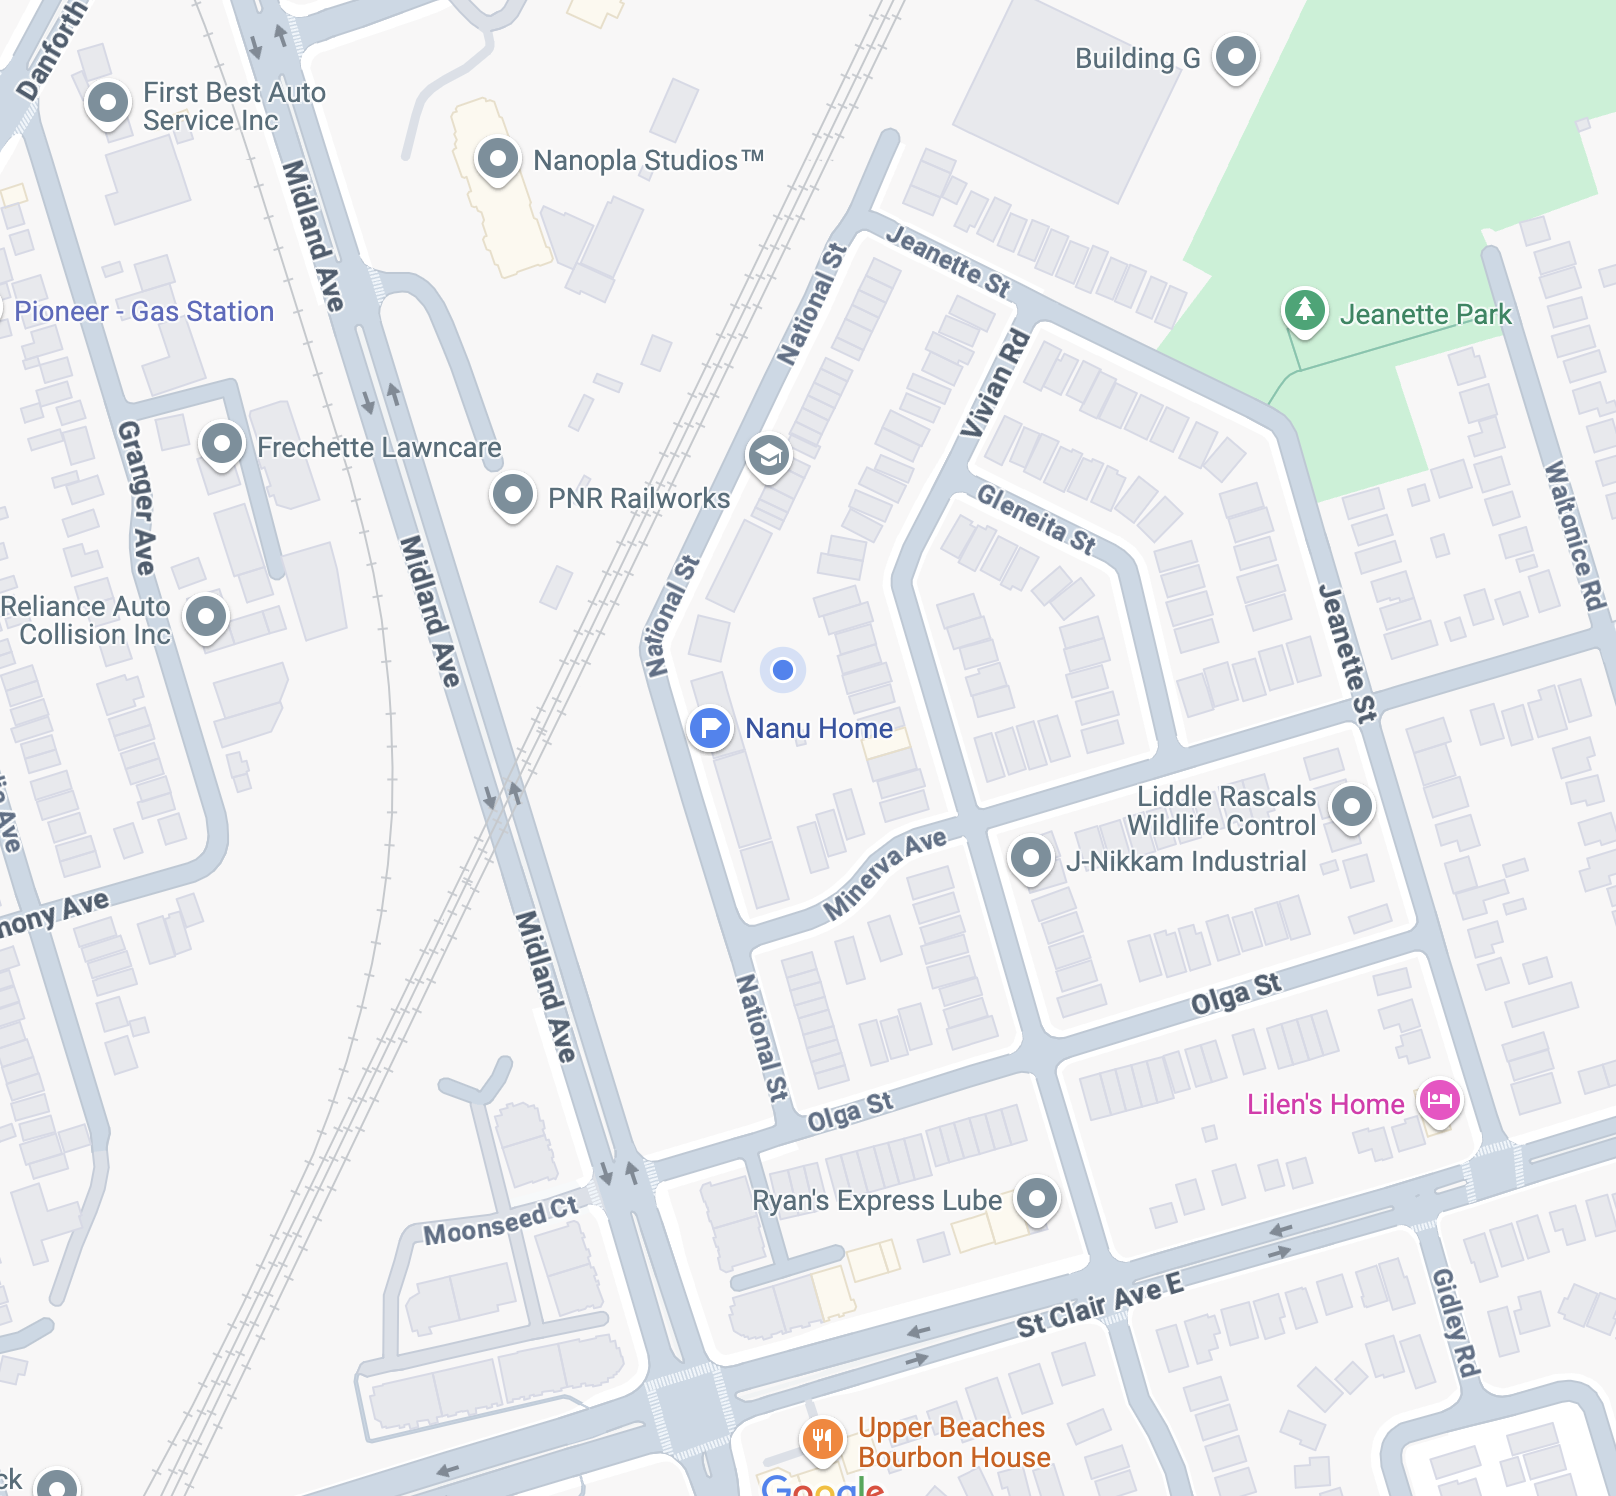 Danforth
Building G
First Best Auto
Service Inc
Nanopla Studios™
Midland Ave
Jeanette St
National St
Pioneer - Gas Station
Jeanette Park
Vivian Rd
Granger Ave
Frechette Lawncare
PNR Railworks
Gleneita St
Waltonice Rd
Midland Ave
National St
Jeanette St
Reliance Auto
Collision Inc
Nanu Home
Liddle Rascals
Wildlife Control
Ave
Minerva Ave
J-Nikkam Industrial
mony Ave
Midland Ave
National St
Olga St
Olga St
Lilen's Home
Ryan's Express Lube
Moonseed Ct
St Clair Ave E
Gidley Rd
Upper Beaches
Bourbon House
ck
Google